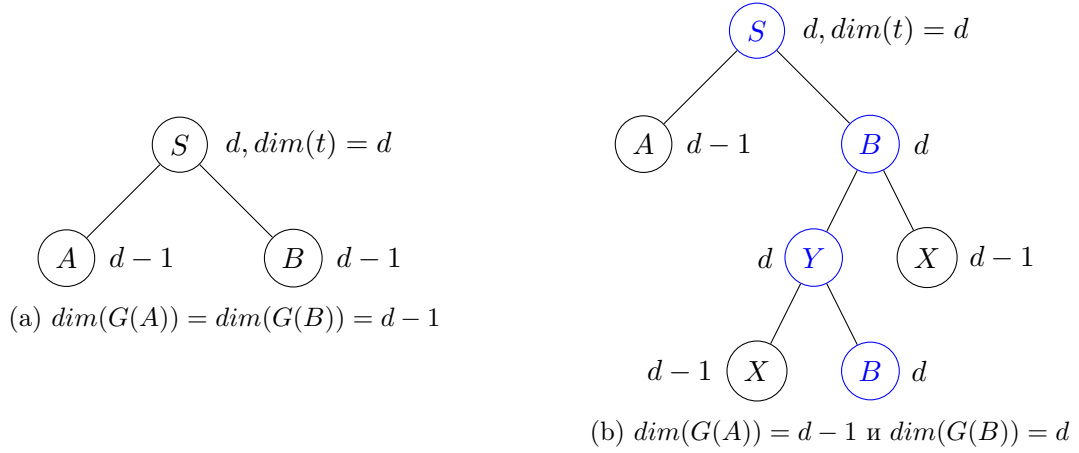 S
d, dim(t) = d
A
d − 1
B
d − 1
(a) dim(G(A)) = dim(G(B)) = d − 1
S
d, dim(t) = d
A
d − 1
B
d
d
Y
X
d − 1
d − 1
X
B
d
(b) dim(G(A)) = d − 1 и dim(G(B)) = d